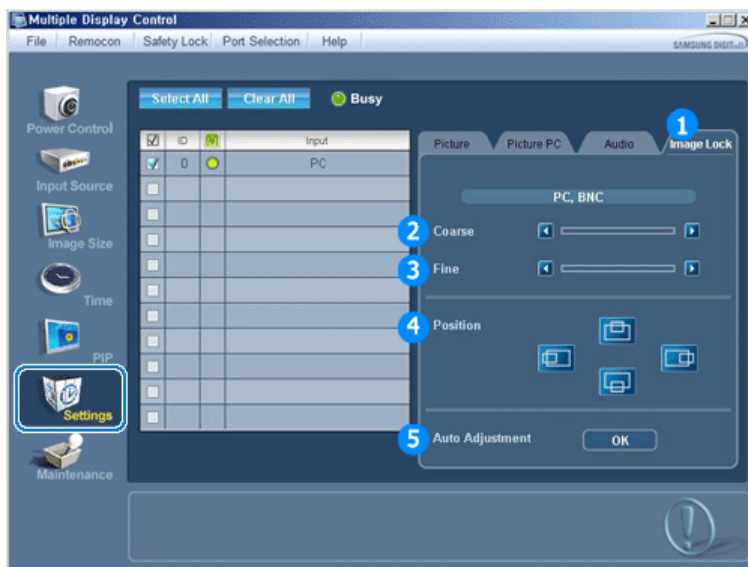 Multiple Display Control
File Remocon Safety Lock Port Selection Help
SAMSUNG DIGIT...
Select All Clear All Busy
Power Control
Input Source
Image Size
Time
PIP
Settings
Maintenance
ID Input
0 PC
1
Picture Picture PC Audio Image Lock
PC, BNC
2 Coarse
3 Fine
4 Position
5 Auto Adjustment OK